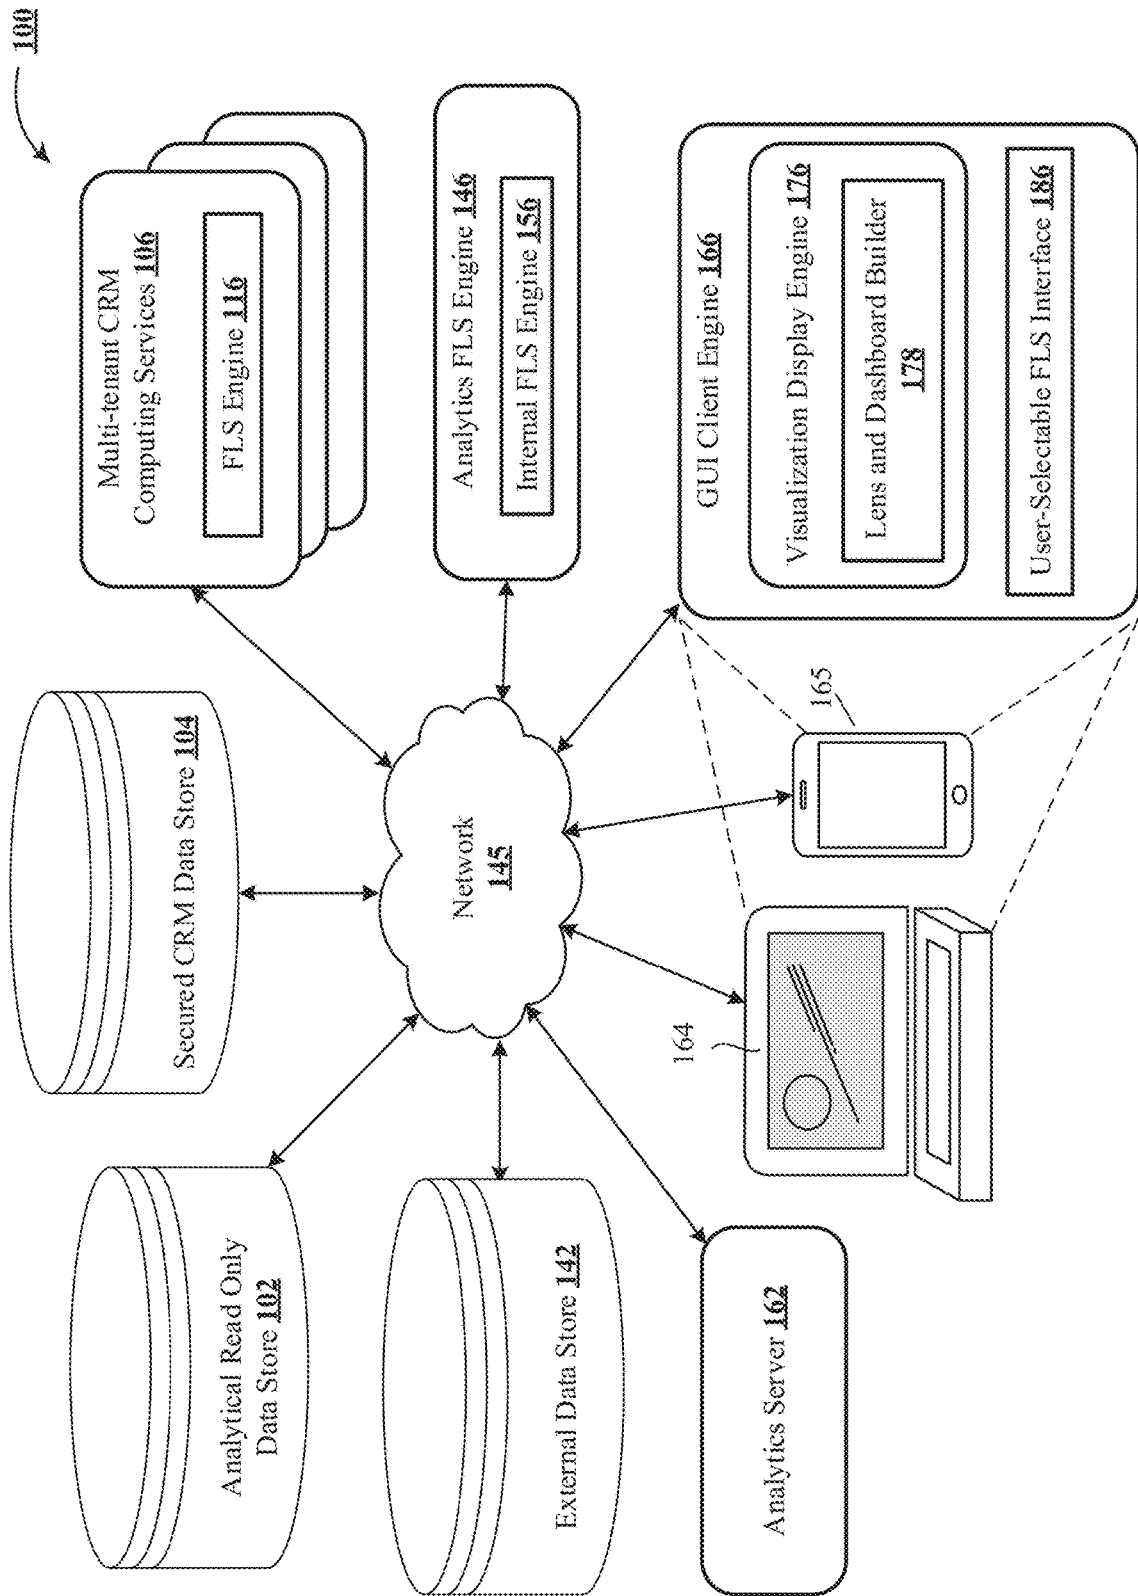 100
Analytical Read Only
Data Store 102
Secured CRM Data Store 104
Multi-tenant CRM
Computing Services 106
FLS Engine 116
External Data Store 142
Network
145
Analytics FLS Engine 146
Internal FLS Engine 156
Analytics Server 162
164
165
GUI Client Engine 166
Visualization Display Engine 176
Lens and Dashboard Builder
178
User-Selectable FLS Interface 186